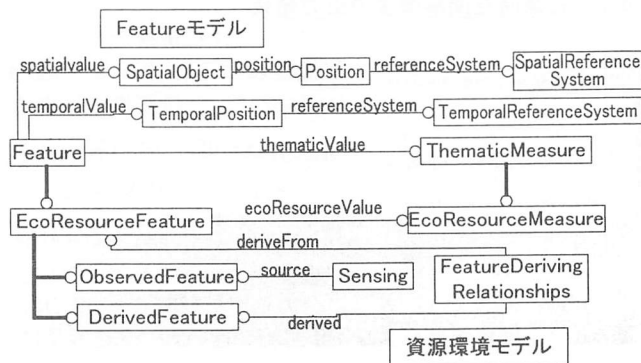 Featureモデル
spatialvalue
SpatialObject
position
Position
referenceSystem
SpatialReference
System
temporalValue
TemporalPosition
referenceSystem
TemporalReferenceSystem
Feature
thematicValue
ThematicMeasure
EcoResourceFeature
ecoResourceValue
EcoResourceMeasure
deriveFrom
ObservedFeature
source
Sensing
FeatureDeriving
Relationships
DerivedFeature
derived
資源環境モデル